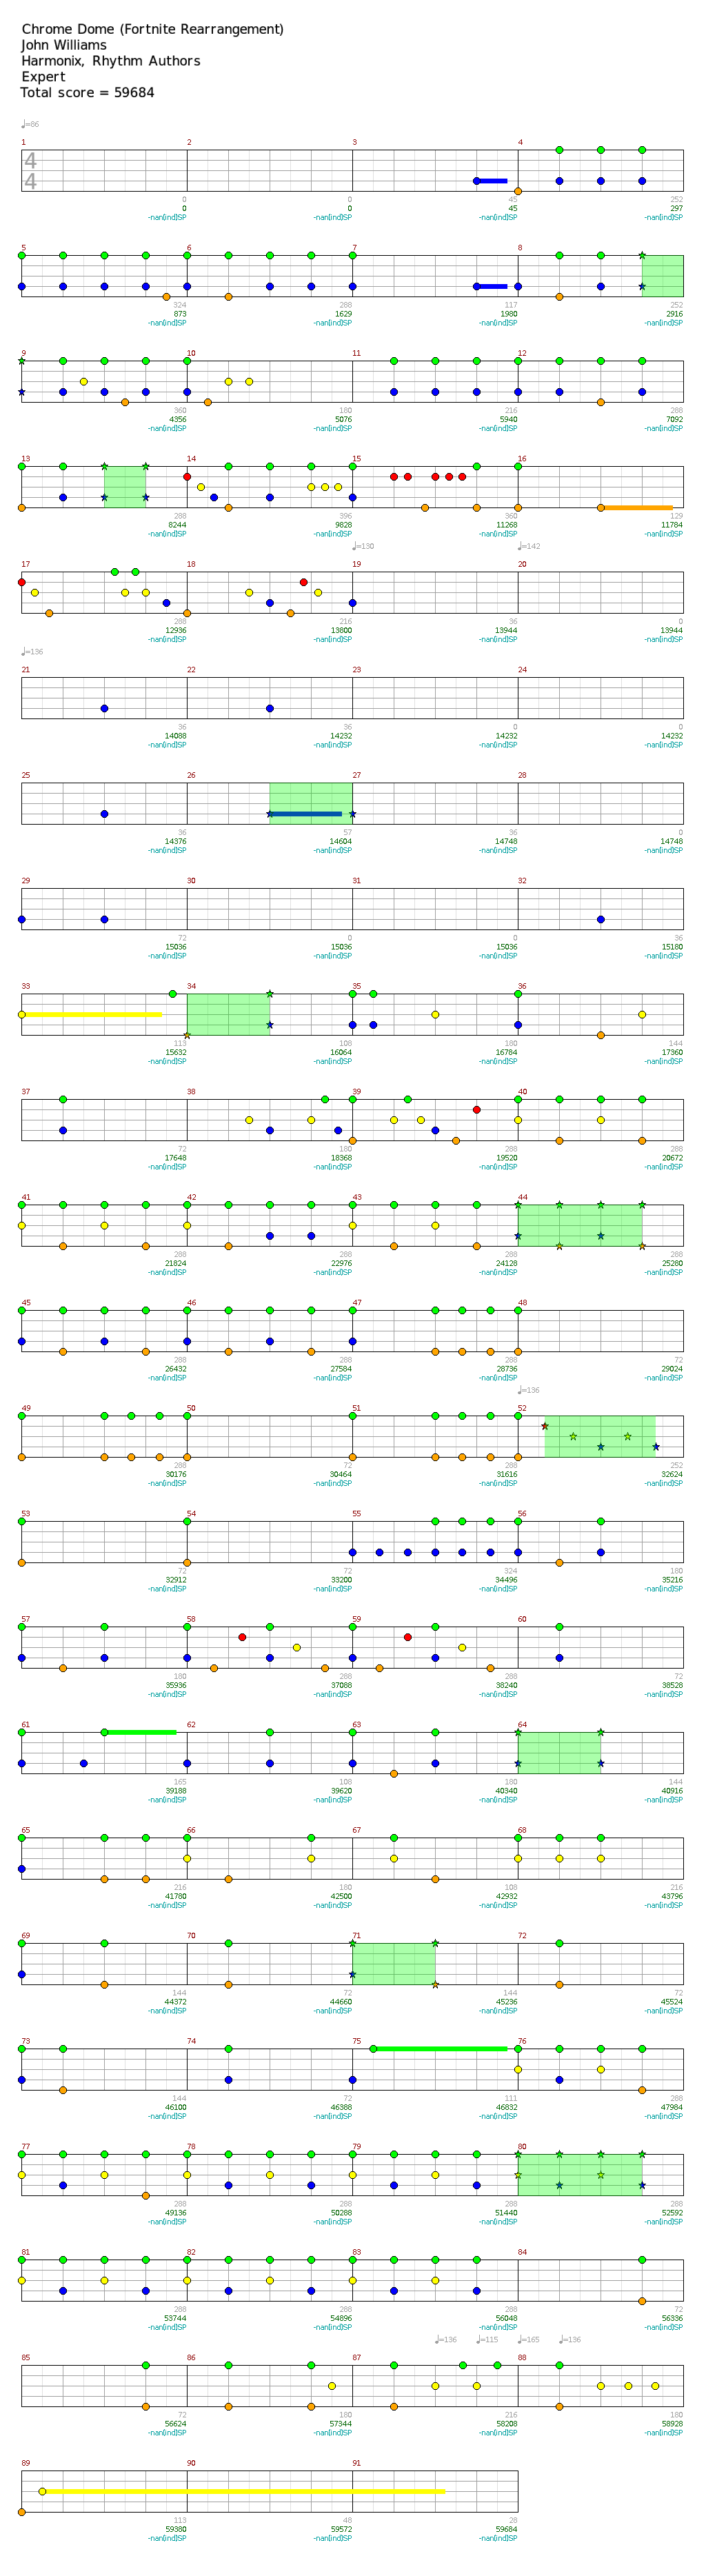 Chrome Dome (Fortnite Rearrangement)
John Williams
Harmonix, Rhythm Authors
Expert
Total score = 59684
♩=86
1 2 3 4
4
4
0 0 45 252
0 0 45 297
-nan(ind)SP -nan(ind)SP -nan(ind)SP -nan(ind)SP
5 6 7 8
324 288 117 252
873 1629 1980 2916
-nan(ind)SP -nan(ind)SP -nan(ind)SP -nan(ind)SP
9 10 11 12
360 180 216 288
4356 5076 5940 7092
-nan(ind)SP -nan(ind)SP -nan(ind)SP -nan(ind)SP
13 14 15 16
288 396 360 129
8244 9828 11268 11784
-nan(ind)SP -nan(ind)SP -nan(ind)SP -nan(ind)SP
♩=130 ♩=142
17 18 19 20
288 216 36 0
12936 13800 13944 13944
-nan(ind)SP -nan(ind)SP -nan(ind)SP -nan(ind)SP
♩=136
21 22 23 24
36 36 0 0
14088 14232 14232 14232
-nan(ind)SP -nan(ind)SP -nan(ind)SP -nan(ind)SP
25 26 27 28
36 57 36 0
14376 14604 14748 14748
-nan(ind)SP -nan(ind)SP -nan(ind)SP -nan(ind)SP
29 30 31 32
72 0 0 36
15036 15036 15036 15180
-nan(ind)SP -nan(ind)SP -nan(ind)SP -nan(ind)SP
33 34 35 36
113 108 180 144
15632 16064 16784 17360
-nan(ind)SP -nan(ind)SP -nan(ind)SP -nan(ind)SP
37 38 39 40
72 180 288 288
17648 18368 19520 20672
-nan(ind)SP -nan(ind)SP -nan(ind)SP -nan(ind)SP
41 42 43 44
288 288 288 288
21824 22976 24128 25280
-nan(ind)SP -nan(ind)SP -nan(ind)SP -nan(ind)SP
45 46 47 48
288 288 288 72
26432 27584 28736 29024
-nan(ind)SP -nan(ind)SP -nan(ind)SP -nan(ind)SP
♩=136
49 50 51 52
288 72 288 252
30176 30464 31616 32624
-nan(ind)SP -nan(ind)SP -nan(ind)SP -nan(ind)SP
53 54 55 56
72 72 324 180
32912 33200 34496 35216
-nan(ind)SP -nan(ind)SP -nan(ind)SP -nan(ind)SP
57 58 59 60
180 288 288 72
35936 37088 38240 38528
-nan(ind)SP -nan(ind)SP -nan(ind)SP -nan(ind)SP
61 62 63 64
165 108 180 144
39188 39620 40340 40916
-nan(ind)SP -nan(ind)SP -nan(ind)SP -nan(ind)SP
65 66 67 68
216 180 108 216
41780 42500 42932 43796
-nan(ind)SP -nan(ind)SP -nan(ind)SP -nan(ind)SP
69 70 71 72
144 72 144 72
44372 44660 45236 45524
-nan(ind)SP -nan(ind)SP -nan(ind)SP -nan(ind)SP
73 74 75 76
144 72 111 288
46100 46388 46832 47984
-nan(ind)SP -nan(ind)SP -nan(ind)SP -nan(ind)SP
77 78 79 80
288 288 288 288
49136 50288 51440 52592
-nan(ind)SP -nan(ind)SP -nan(ind)SP -nan(ind)SP
81 82 83 84
288 288 288 72
53744 54896 56048 56336
-nan(ind)SP -nan(ind)SP -nan(ind)SP -nan(ind)SP
♩=136 ♩=115 ♩=165 ♩=136
85 86 87 88
72 180 216 180
56624 57344 58208 58928
-nan(ind)SP -nan(ind)SP -nan(ind)SP -nan(ind)SP
89 90 91
113 48 28
59380 59572 59684
-nan(ind)SP -nan(ind)SP -nan(ind)SP